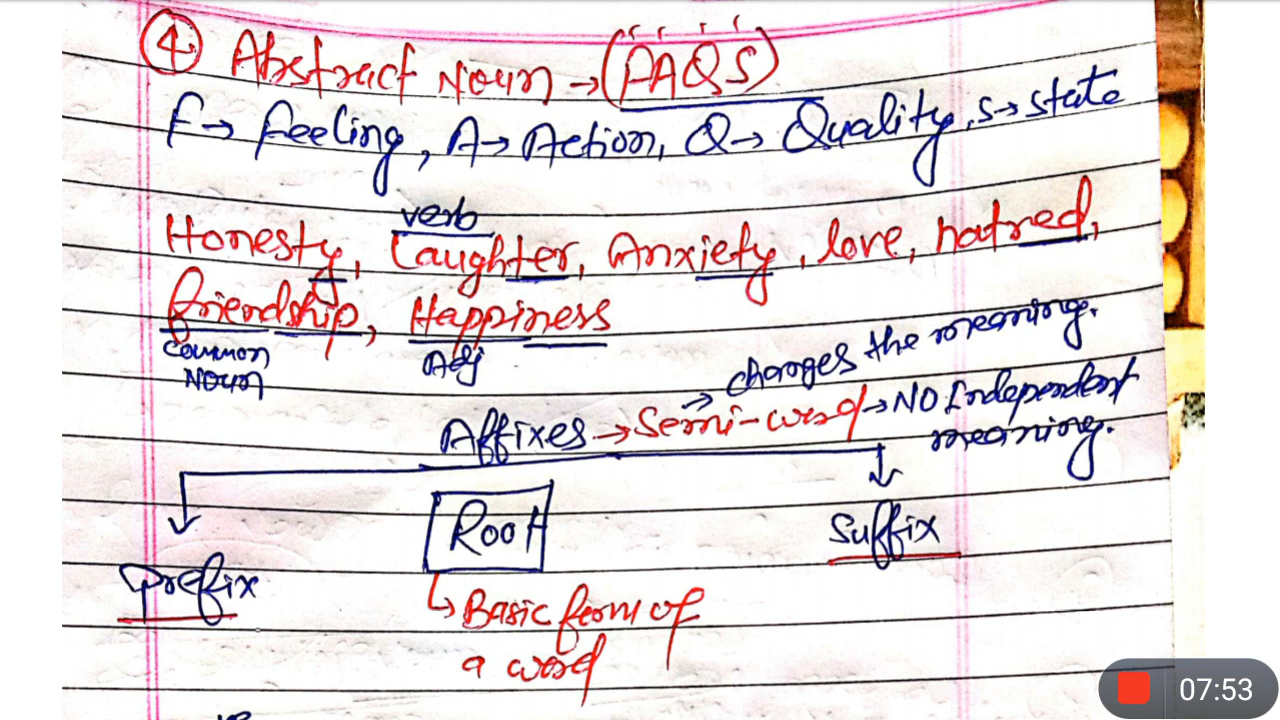 ④ Abstract Noun → (FAQS)
F → Feeling, A → Action, Q → Quality, S → State
verb
Honesty, Laughter, Anxiety, love, hatred,
friendship, Happiness
Common Noun
Adj
→ changes the meaning.
Affixes → Semi-word → NO Independent meaning.
Root
Suffix
Prefix
↳ Basic form of
a word
07:53